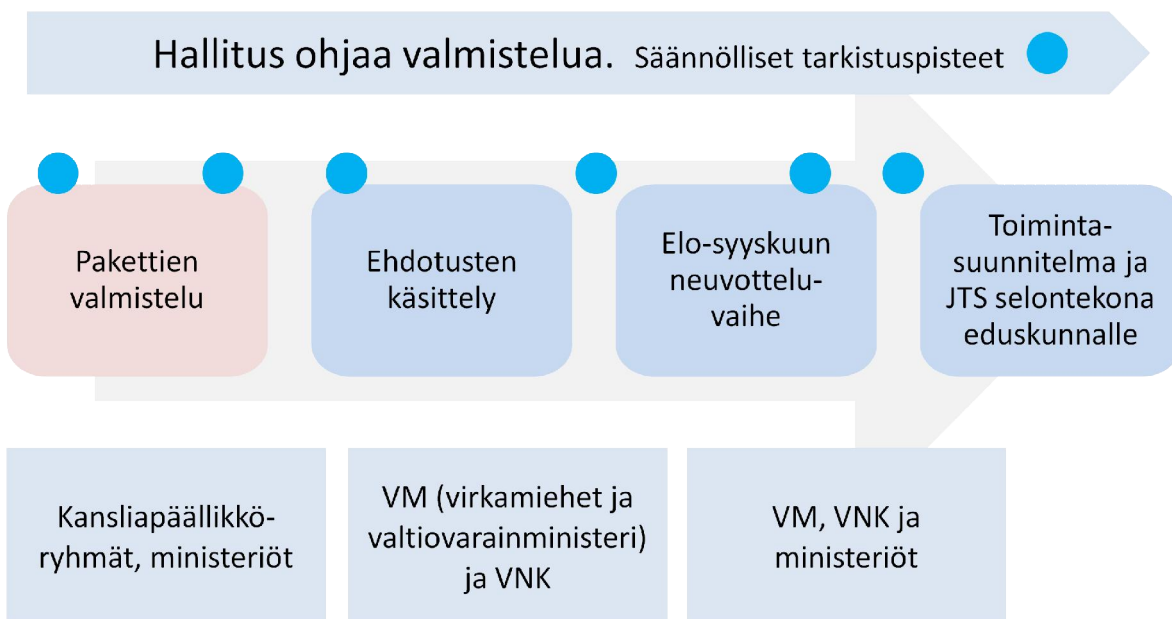 Hallitus ohjaa valmistelua. Säännölliset tarkistuspisteet
Pakettien
valmistelu
Ehdotusten
käsittely
Elo-syyskuun
neuvottelu-
vaihe
Toiminta-
suunnitelma ja
JTS selontekona
eduskunnalle
Kansliapäällikkö-
ryhmät, ministeriöt
VM (virkamiehet ja
valtiovarainministeri)
ja VNK
VM, VNK ja
ministeriöt